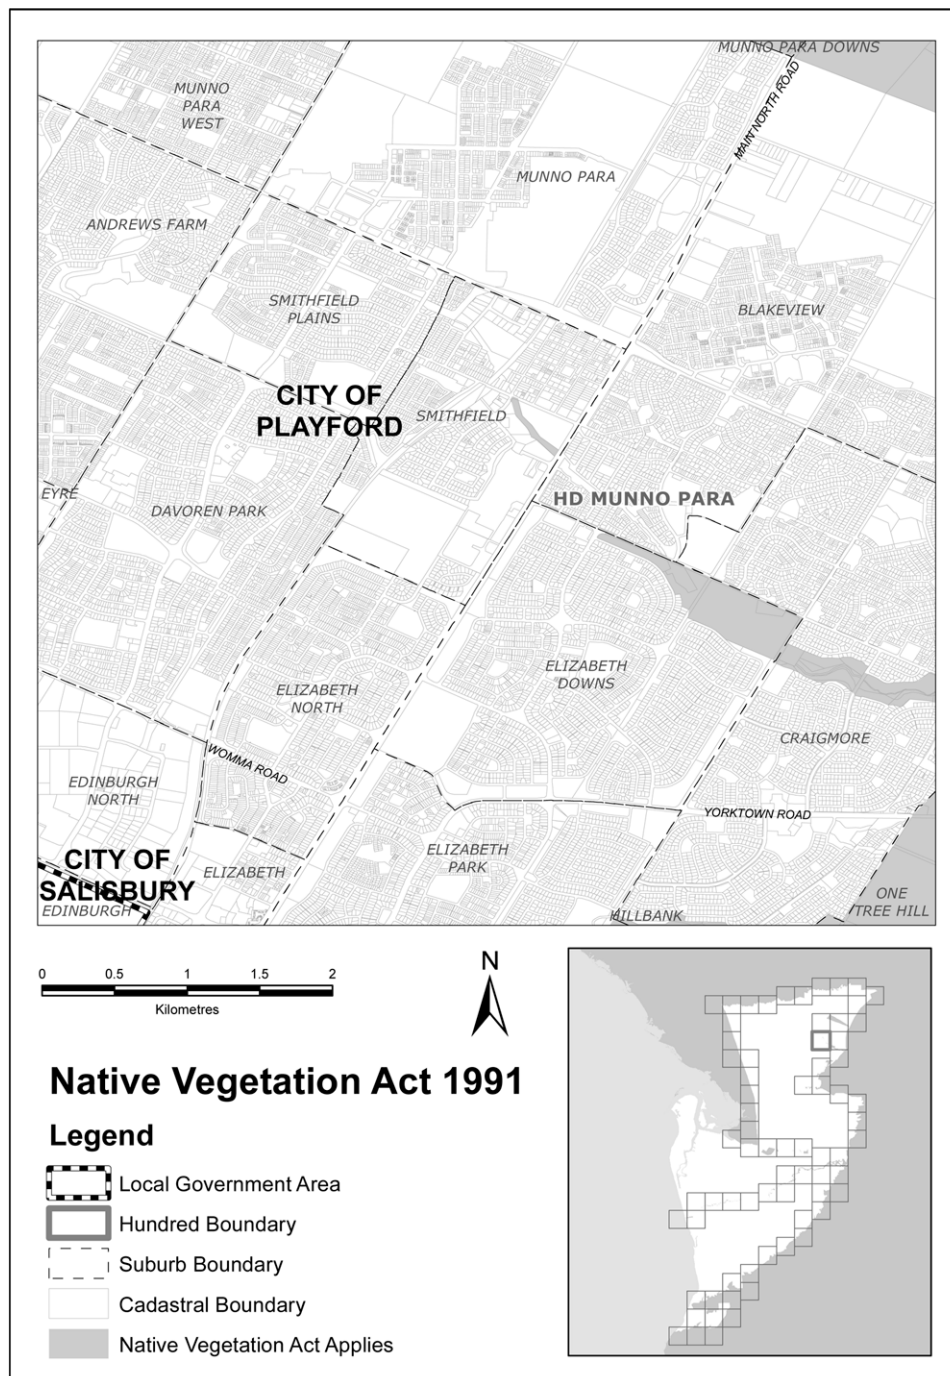 MUNNO PARA DOWNS
MUNNO
PARA
WEST
MAIN NORTH ROAD
MUNNO PARA
ANDREWS FARM
SMITHFIELD
PLAINS
BLAKEVIEW
CITY OF
PLAYFORD
SMITHFIELD
EYRE
HD MUNNO PARA
DAVOREN PARK
ELIZABETH
DOWNS
ELIZABETH
NORTH
CRAIGMORE
WOMMA ROAD
EDINBURGH
NORTH
YORKTOWN ROAD
ELIZABETH
PARK
CITY OF
SALISBURY
ELIZABETH
ONE
TREE HILL
EDINBURGH
HILLBANK
0 0.5 1 1.5 2
Kilometres
N
Native Vegetation Act 1991
Legend
Local Government Area
Hundred Boundary
Suburb Boundary
Cadastral Boundary
Native Vegetation Act Applies